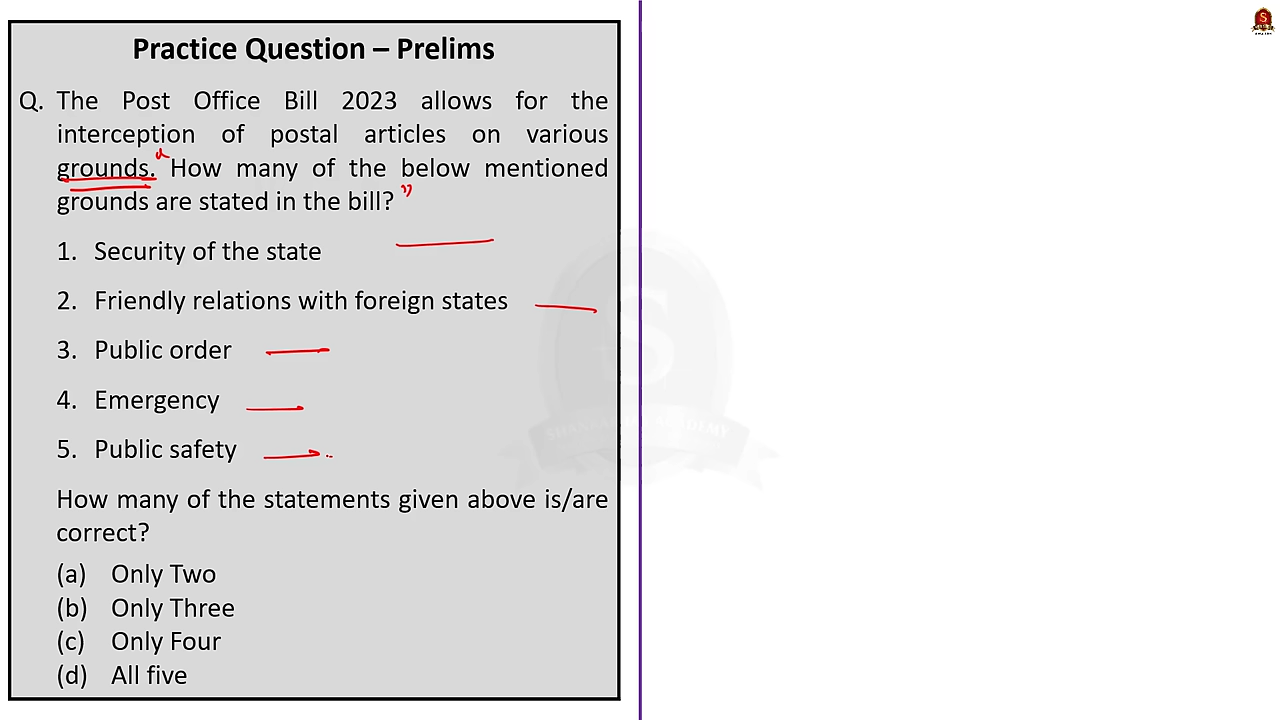 Practice Question – Prelims
Q. The Post Office Bill 2023 allows for the
interception of postal articles on various
grounds. How many of the below mentioned
grounds are stated in the bill?
1. Security of the state
2. Friendly relations with foreign states
3. Public order
4. Emergency
5. Public safety
How many of the statements given above is/are
correct?
(a) Only Two
(b) Only Three
(c) Only Four
(d) All five